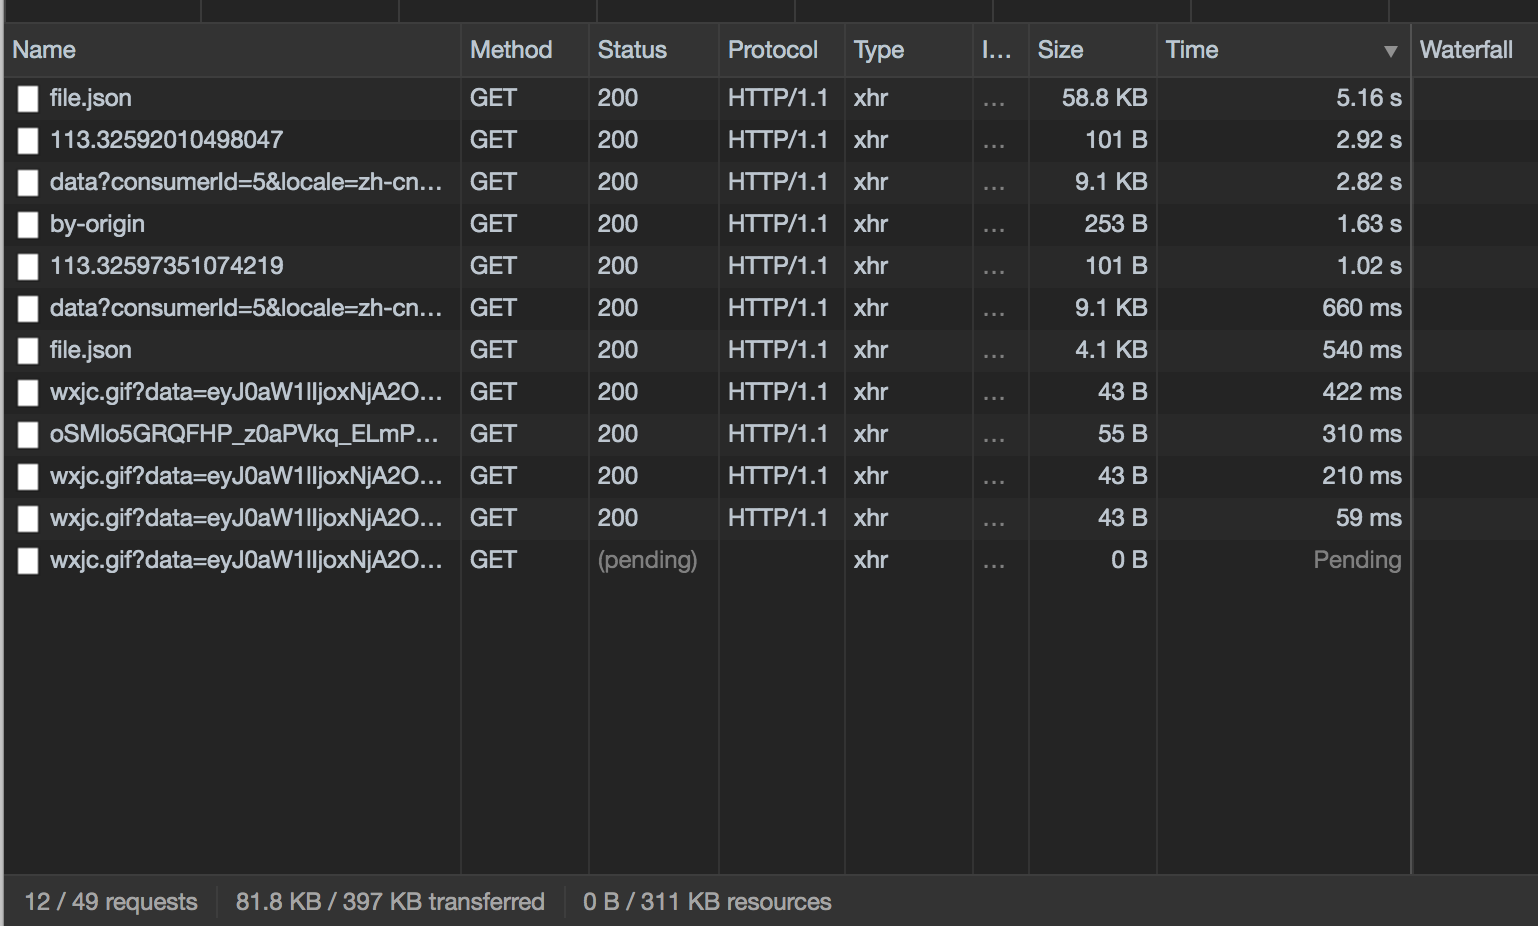 Name Method Status Protocol Type I... Size Time Waterfall
file.json GET 200 HTTP/1.1 xhr ... 58.8 KB 5.16 s
113.32592010498047 GET 200 HTTP/1.1 xhr ... 101 B 2.92 s
data?consumerId=5&locale=zh-cn... GET 200 HTTP/1.1 xhr ... 9.1 KB 2.82 s
by-origin GET 200 HTTP/1.1 xhr ... 253 B 1.63 s
113.32597351074219 GET 200 HTTP/1.1 xhr ... 101 B 1.02 s
data?consumerId=5&locale=zh-cn... GET 200 HTTP/1.1 xhr ... 9.1 KB 660 ms
file.json GET 200 HTTP/1.1 xhr ... 4.1 KB 540 ms
wxjc.gif?data=eyJ0aW1lIjoxNjA2O... GET 200 HTTP/1.1 xhr ... 43 B 422 ms
oSMlo5GRQFHP_z0aPVkq_ELmP... GET 200 HTTP/1.1 xhr ... 55 B 310 ms
wxjc.gif?data=eyJ0aW1lIjoxNjA2O... GET 200 HTTP/1.1 xhr ... 43 B 210 ms
wxjc.gif?data=eyJ0aW1lIjoxNjA2O... GET 200 HTTP/1.1 xhr ... 43 B 59 ms
wxjc.gif?data=eyJ0aW1lIjoxNjA2O... GET (pending) xhr ... 0 B Pending
12 / 49 requests 81.8 KB / 397 KB transferred 0 B / 311 KB resources